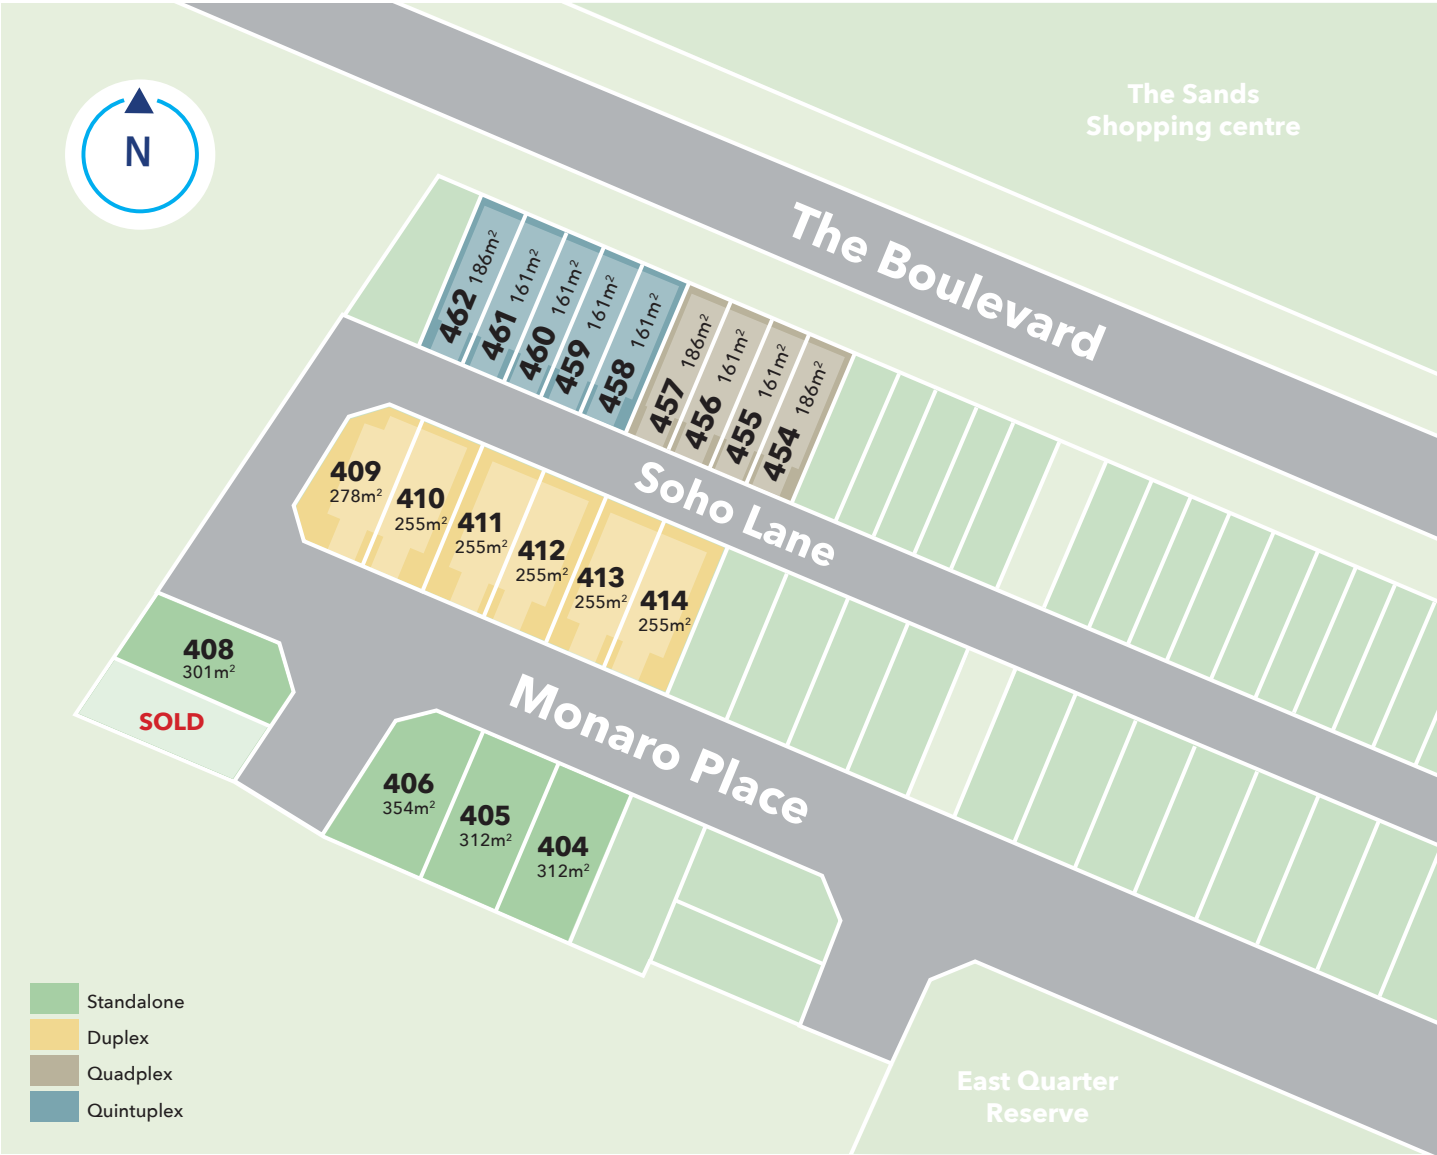 The Sands
Shopping centre
N
The Boulevard
462 186m²
461 161m²
460 161m²
459 161m²
458 161m²
457 186m²
456 161m²
455 161m²
454 186m²
Soho Lane
409
278m²
410
255m²
411
255m²
412
255m²
413
255m²
414
255m²
408
301m²
SOLD
Monaro Place
406
354m²
405
312m²
404
312m²
Standalone
Duplex
Quadplex
Quintuplex
East Quarter
Reserve